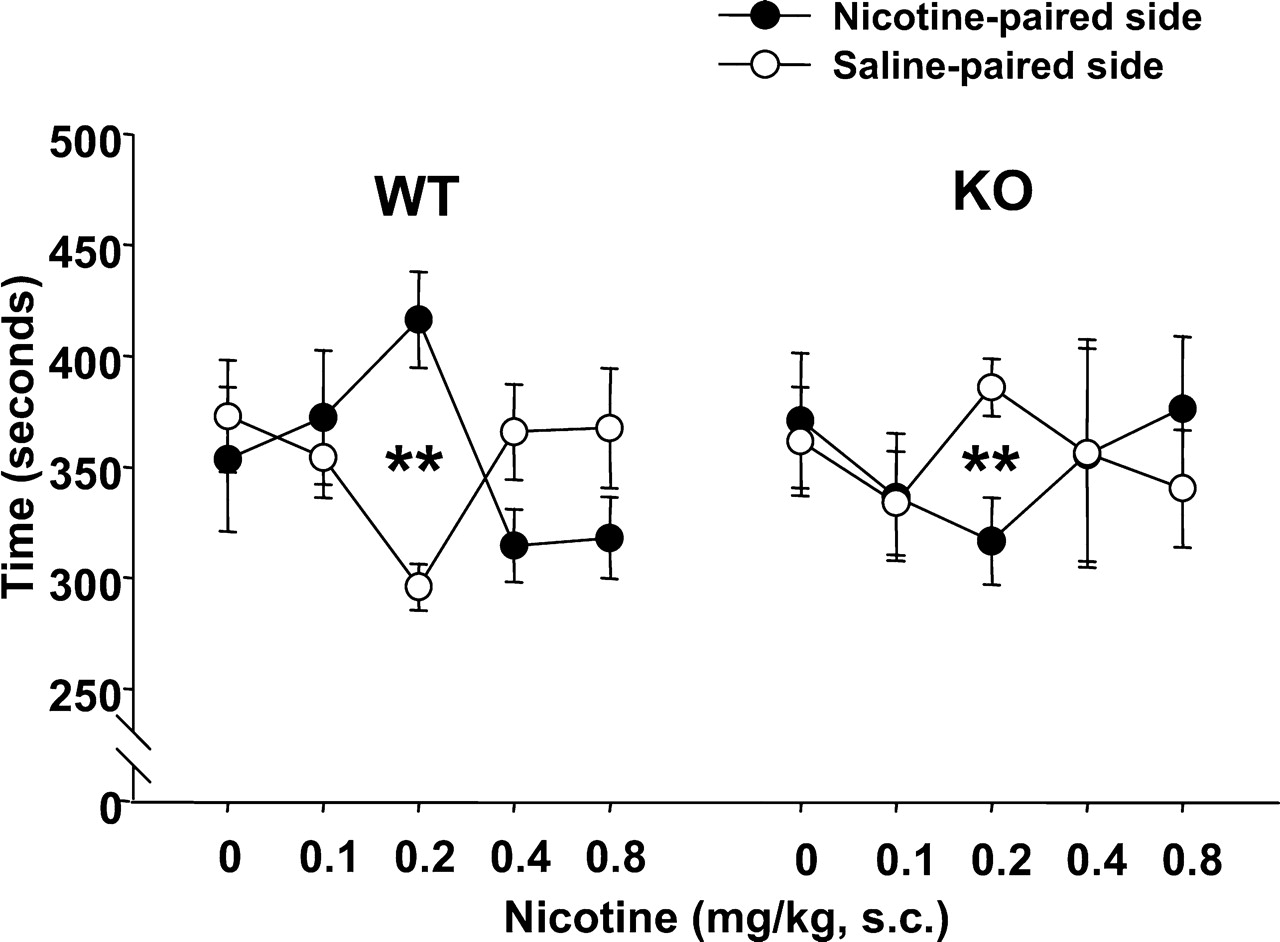 Nicotine-paired side
Saline-paired side
500
WT
KO
450
400
350
**
**
300
250
0
Time (seconds)
0 0.1 0.2 0.4 0.8 0 0.1 0.2 0.4 0.8
Nicotine (mg/kg, s.c.)